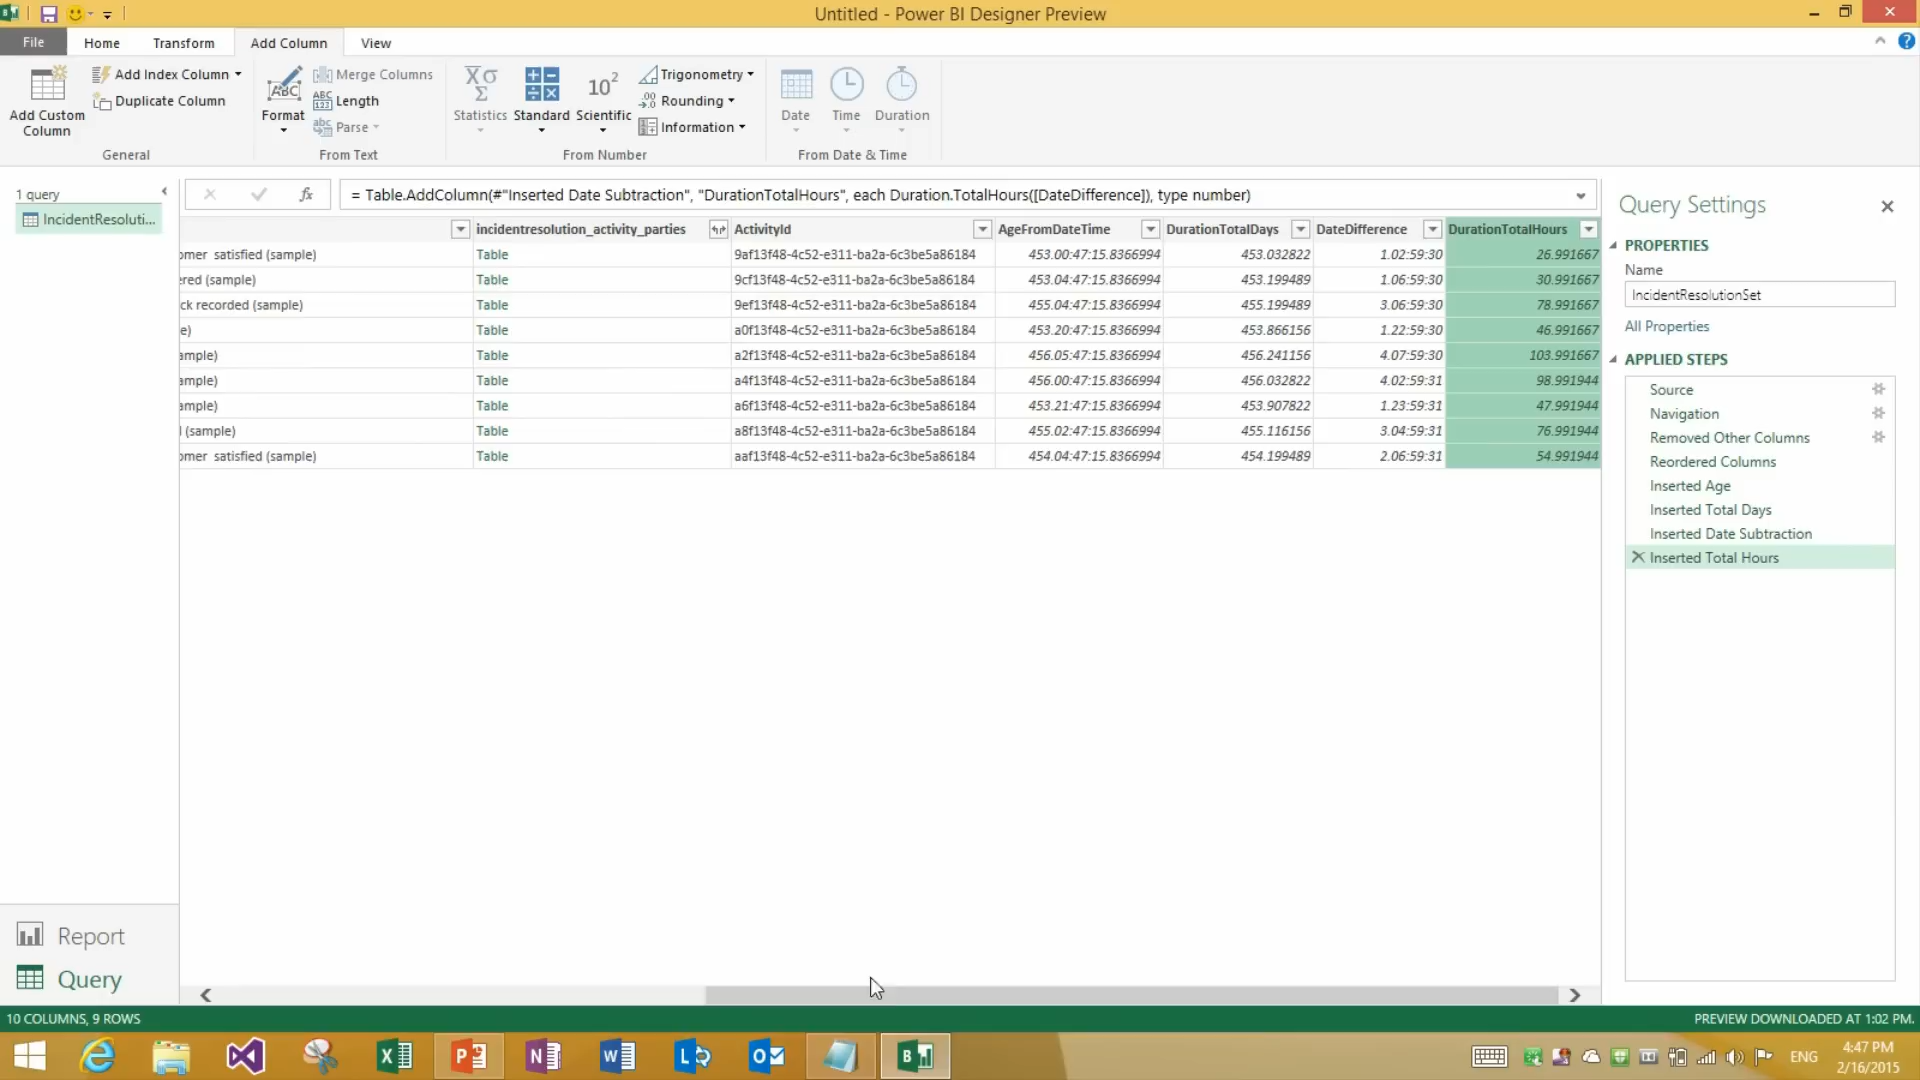 Untitled - Power BI Designer Preview
File Home Transform Add Column View
Add Custom Column
Add Index Column
Duplicate Column
General
Format
Merge Columns
Length
Parse
From Text
Statistics
Standard
Scientific
Trigonometry
Rounding
Information
From Number
Date
Time
Duration
From Date & Time
1 query
IncidentResoluti...
= Table.AddColumn(#"Inserted Date Subtraction", "DurationTotalHours", each Duration.TotalHours([DateDifference]), type number)
incidentresolution_activity_parties ActivityId AgeFromDateTime DurationTotalDays DateDifference DurationTotalHours
omer satisfied (sample) Table 9af13f48-4c52-e311-ba2a-6c3be5a86184 453.00:47:15.8366994 453.032822 1.02:59:30 26.991667
ered (sample) Table 9cf13f48-4c52-e311-ba2a-6c3be5a86184 453.04:47:15.8366994 453.199489 1.06:59:30 30.991667
ck recorded (sample) Table 9ef13f48-4c52-e311-ba2a-6c3be5a86184 455.04:47:15.8366994 455.199489 3.06:59:30 78.991667
e) Table a0f13f48-4c52-e311-ba2a-6c3be5a86184 453.20:47:15.8366994 453.866156 1.22:59:30 46.991667
ample) Table a2f13f48-4c52-e311-ba2a-6c3be5a86184 456.05:47:15.8366994 456.241156 4.07:59:30 103.991667
ample) Table a4f13f48-4c52-e311-ba2a-6c3be5a86184 456.00:47:15.8366994 456.032822 4.02:59:31 98.991944
ample) Table a6f13f48-4c52-e311-ba2a-6c3be5a86184 453.21:47:15.8366994 453.907822 1.23:59:31 47.991944
l (sample) Table a8f13f48-4c52-e311-ba2a-6c3be5a86184 455.02:47:15.8366994 455.116156 3.04:59:31 76.991944
omer satisfied (sample) Table aaf13f48-4c52-e311-ba2a-6c3be5a86184 454.04:47:15.8366994 454.199489 2.06:59:31 54.991944
Query Settings
PROPERTIES
Name
IncidentResolutionSet
All Properties
APPLIED STEPS
Source
Navigation
Removed Other Columns
Reordered Columns
Inserted Age
Inserted Total Days
Inserted Date Subtraction
Inserted Total Hours
Report
Query
10 COLUMNS, 9 ROWS
PREVIEW DOWNLOADED AT 1:02 PM.
ENG
4:47 PM
2/16/2015